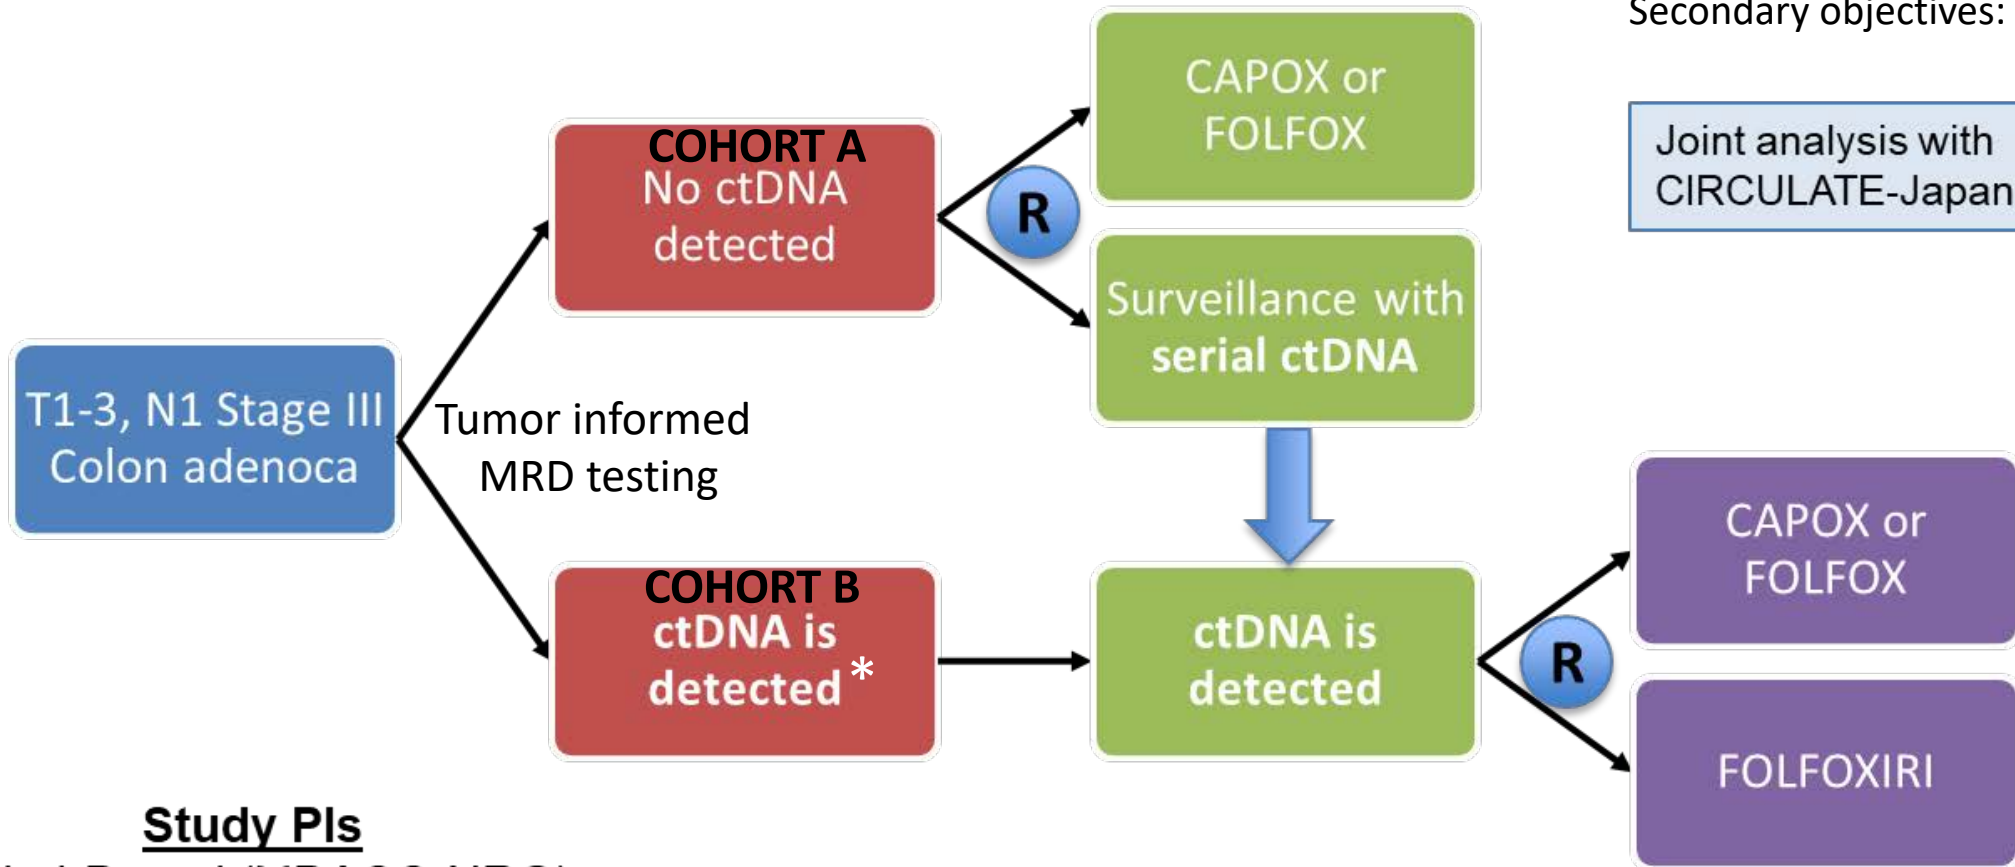 Secondary objectives:
CAPOX or
FOLFOX
Joint analysis with
CIRCULATE-Japan
COHORT A
No ctDNA
detected
R
Surveillance with
serial ctDNA
T1-3, N1 Stage III
Colon adenoca
Tumor informed
MRD testing
COHORT B
ctDNA is
detected *
ctDNA is
detected
R
CAPOX or
FOLFOX
FOLFOXIRI
Study PIs